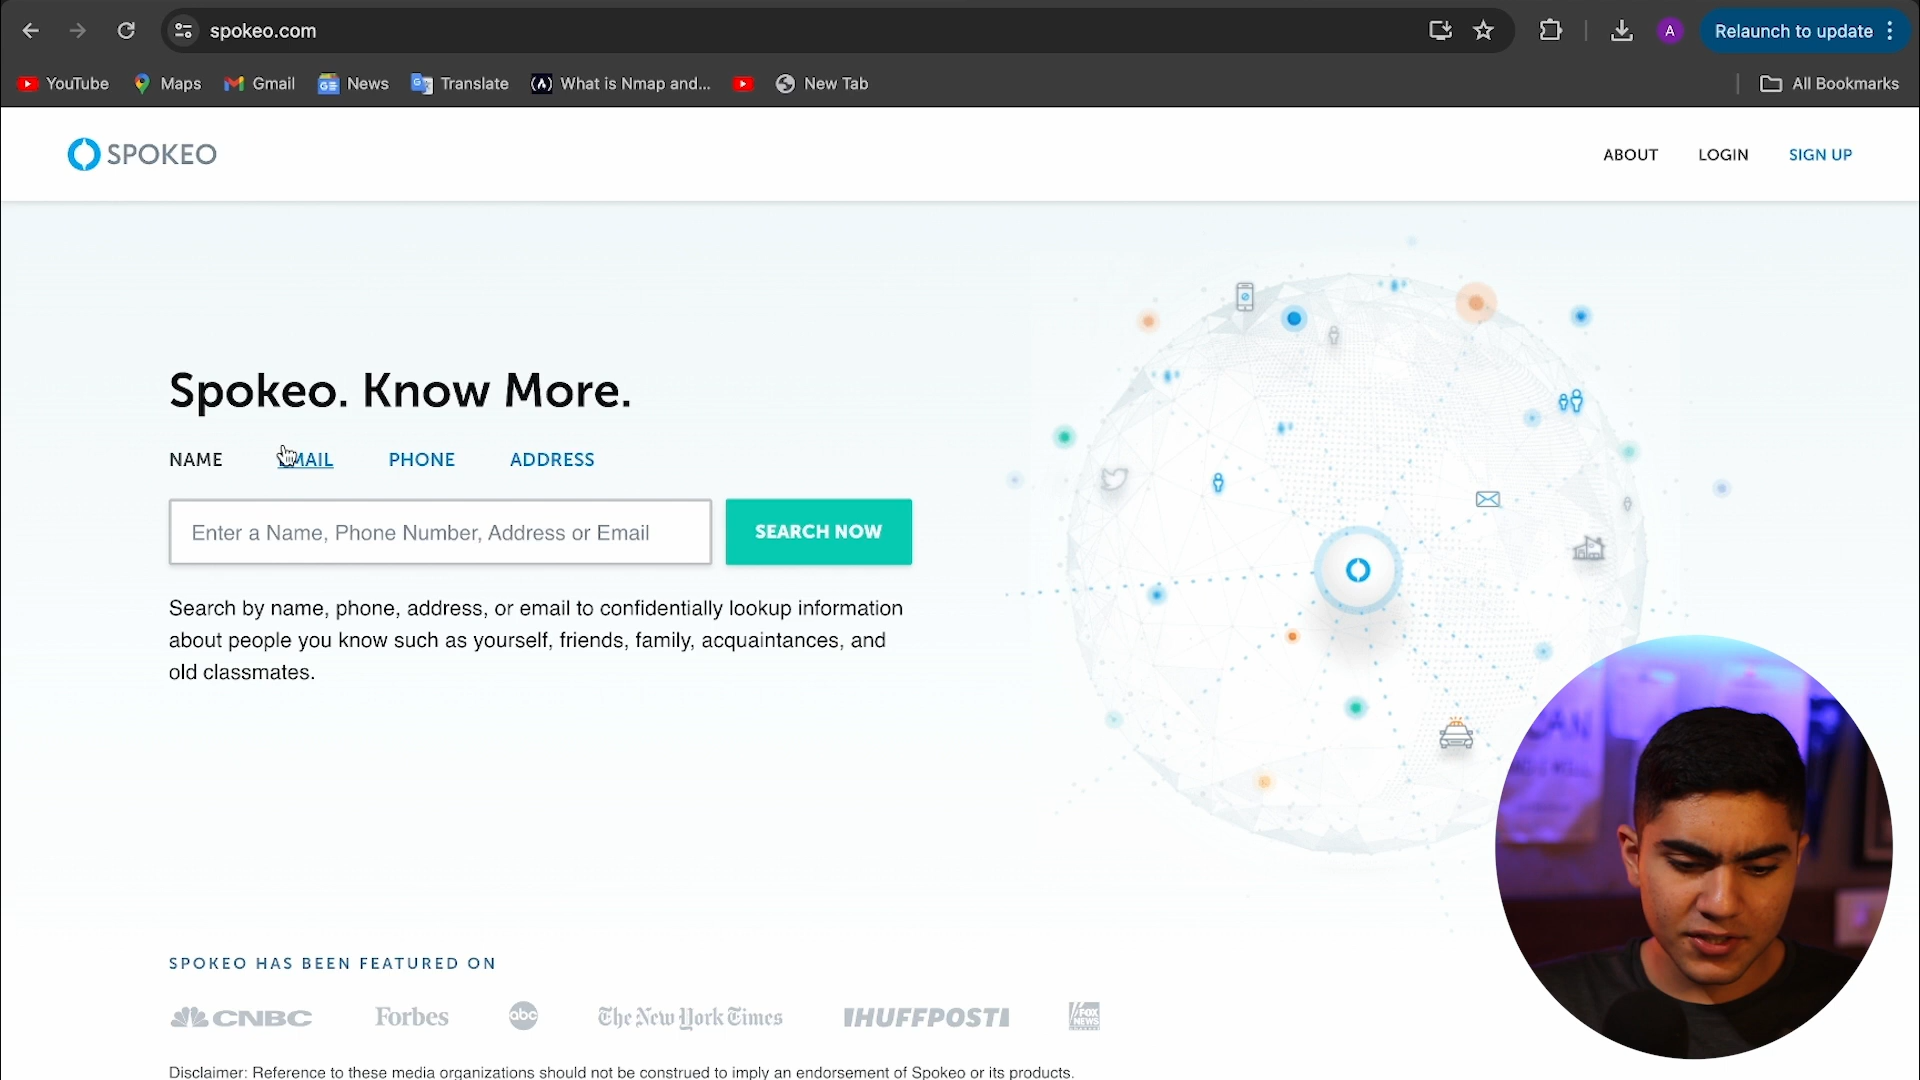 spokeo.com
A
Relaunch to update
YouTube
Maps
Gmail
News
Translate
What is Nmap and...
New Tab
All Bookmarks
SPOKEO
ABOUT
LOGIN
SIGN UP
Spokeo. Know More.
NAME
EMAIL
PHONE
ADDRESS
Enter a Name, Phone Number, Address or Email
SEARCH NOW
Search by name, phone, address, or email to confidentially lookup information
about people you know such as yourself, friends, family, acquaintances, and
old classmates.
SPOKEO HAS BEEN FEATURED ON
CNBC
Forbes
abc
The New York Times
HUFFPOST
FOX
NEWS
Disclaimer: Reference to these media organizations should not be construed to imply an endorsement of Spokeo or its products.